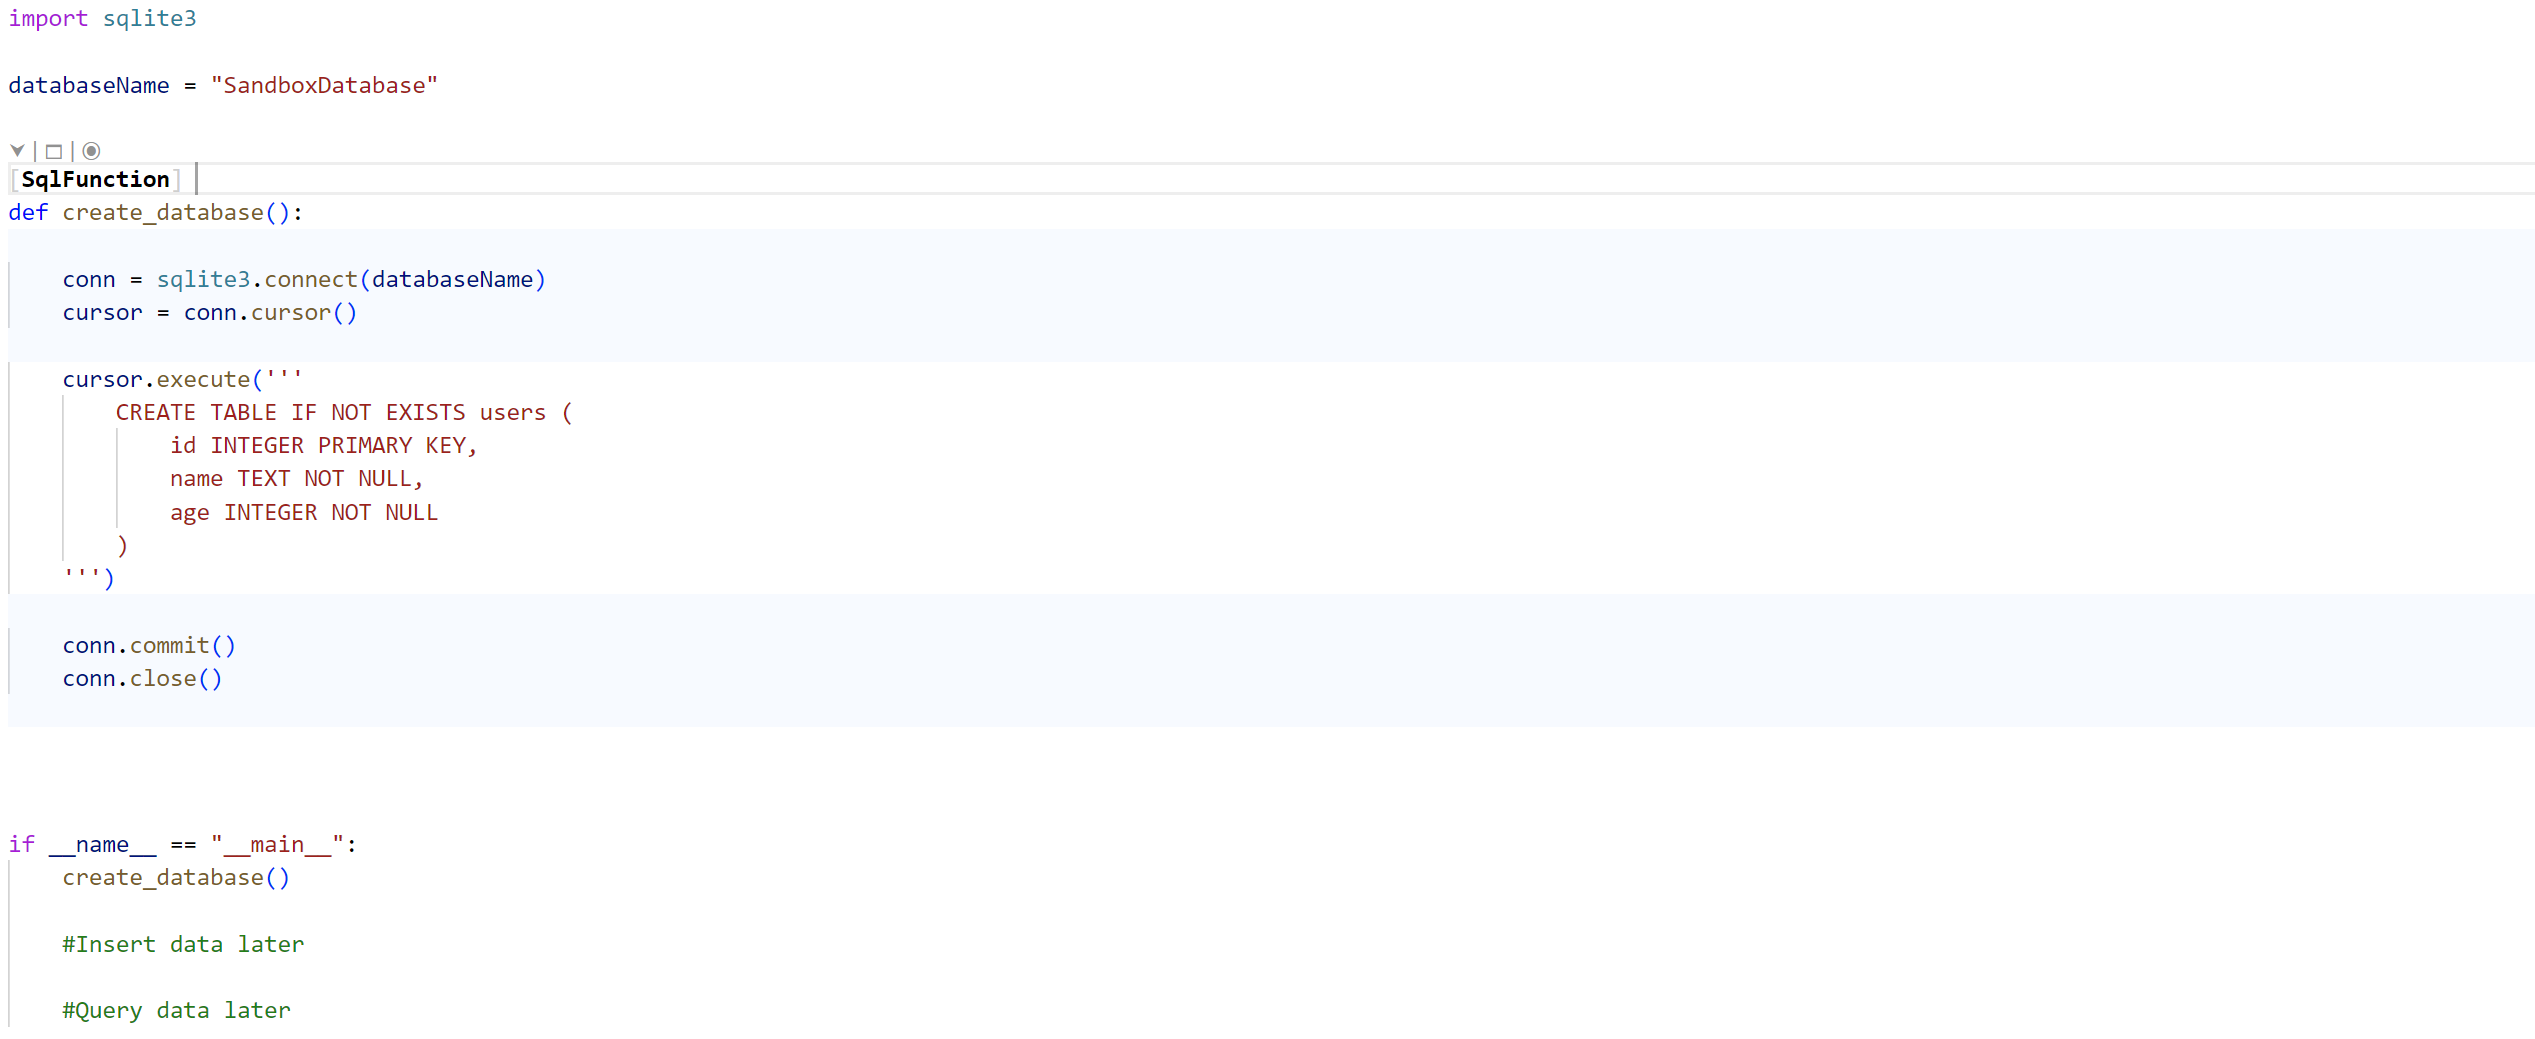 import sqlite3
databaseName = "SandboxDatabase"
[SqlFunction]
def create_database():
conn = sqlite3.connect(databaseName)
cursor = conn.cursor()
cursor.execute('''
CREATE TABLE IF NOT EXISTS users (
id INTEGER PRIMARY KEY,
name TEXT NOT NULL,
age INTEGER NOT NULL
)
''')
conn.commit()
conn.close()
if __name__ == "__main__":
create_database()
#Insert data later
#Query data later